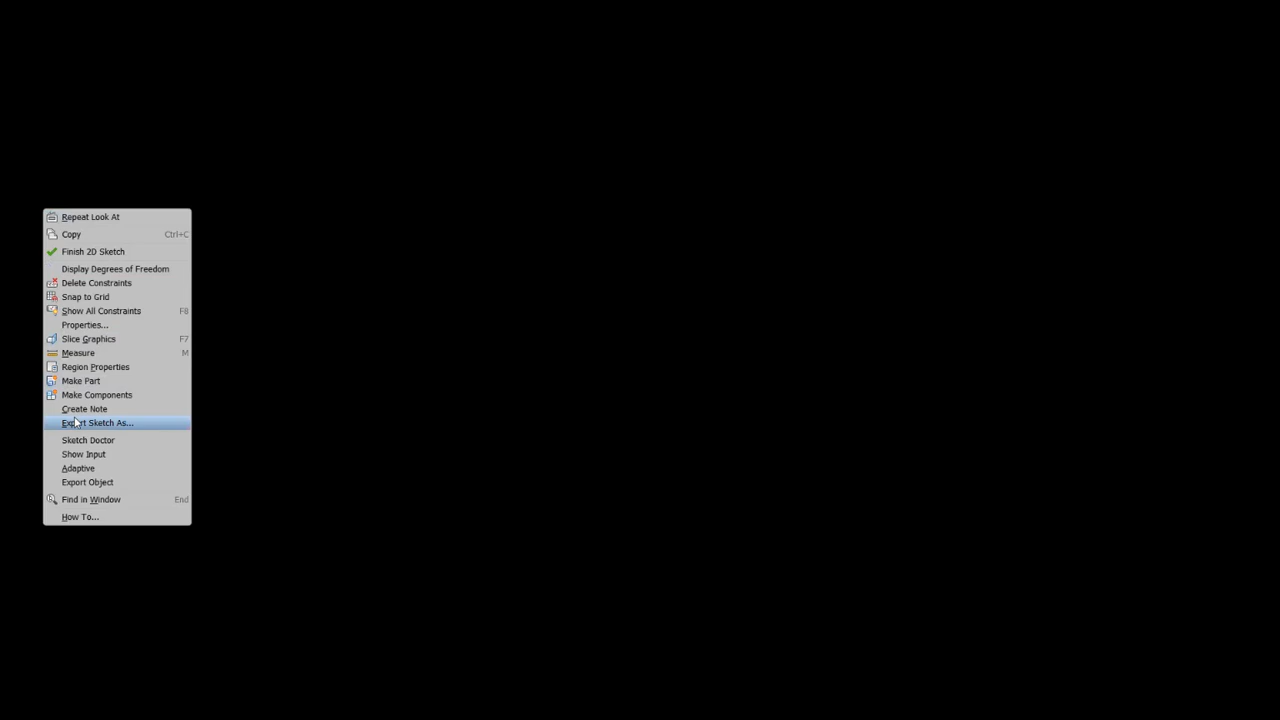 Repeat Look At
Copy Ctrl+C
Finish 2D Sketch
Display Degrees of Freedom
Delete Constraints
Snap to Grid
Show All Constraints F8
Properties...
Slice Graphics F7
Measure M
Region Properties
Make Part
Make Components
Create Note
Export Sketch As...
Sketch Doctor
Show Input
Adaptive
Export Object
Find in Window End
How To...